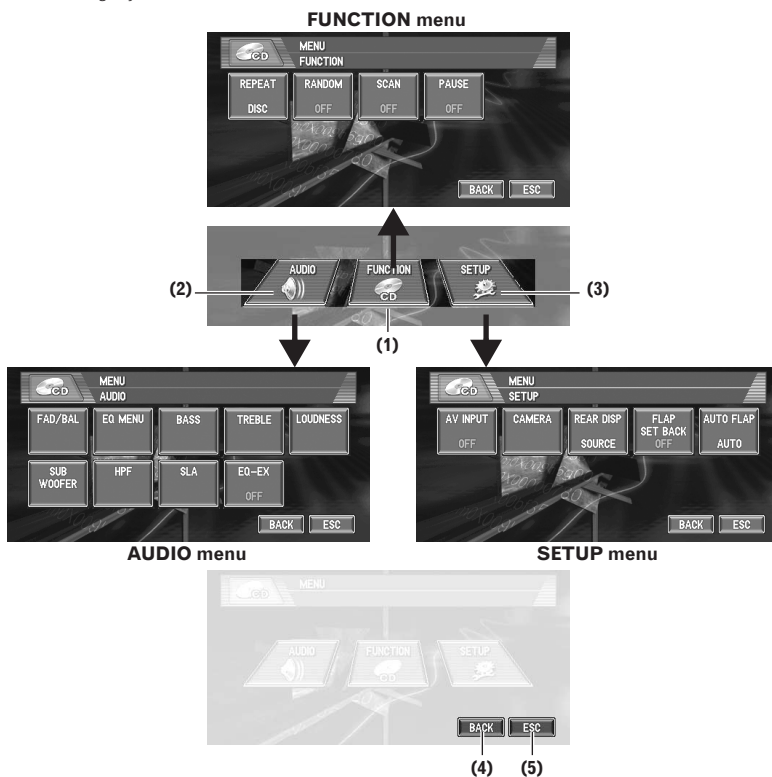 FUNCTION menu
CD
MENU
FUNCTION
REPEAT RANDOM SCAN PAUSE
DISC OFF OFF OFF
BACK ESC
AUDIO FUNCTION SETUP
CD
(2) (3)
(1)
CD
MENU
AUDIO
FAD/BAL EQ MENU BASS TREBLE LOUDNESS
SUB WOOFER HPF SLA EQ-EX
OFF
BACK ESC
AUDIO menu
CD
MENU
SETUP
AV INPUT CAMERA REAR DISP FLAP SET BACK AUTO FLAP
OFF SOURCE OFF AUTO
BACK ESC
SETUP menu
CD
MENU
AUDIO FUNCTION SETUP
CD
BACK ESC
(4) (5)